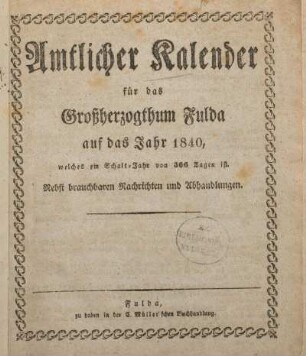 Amtlicher Kalender
für das
Großherzogthum Fulda
auf das Jahr 1840,
welches ein Schalt-Jahr von 366 Tagen ist.
Nebst brauchbaren Nachrichten und Abhandlungen.
Fulda,
zu haben in der C. Müller'schen Buchhandlung.